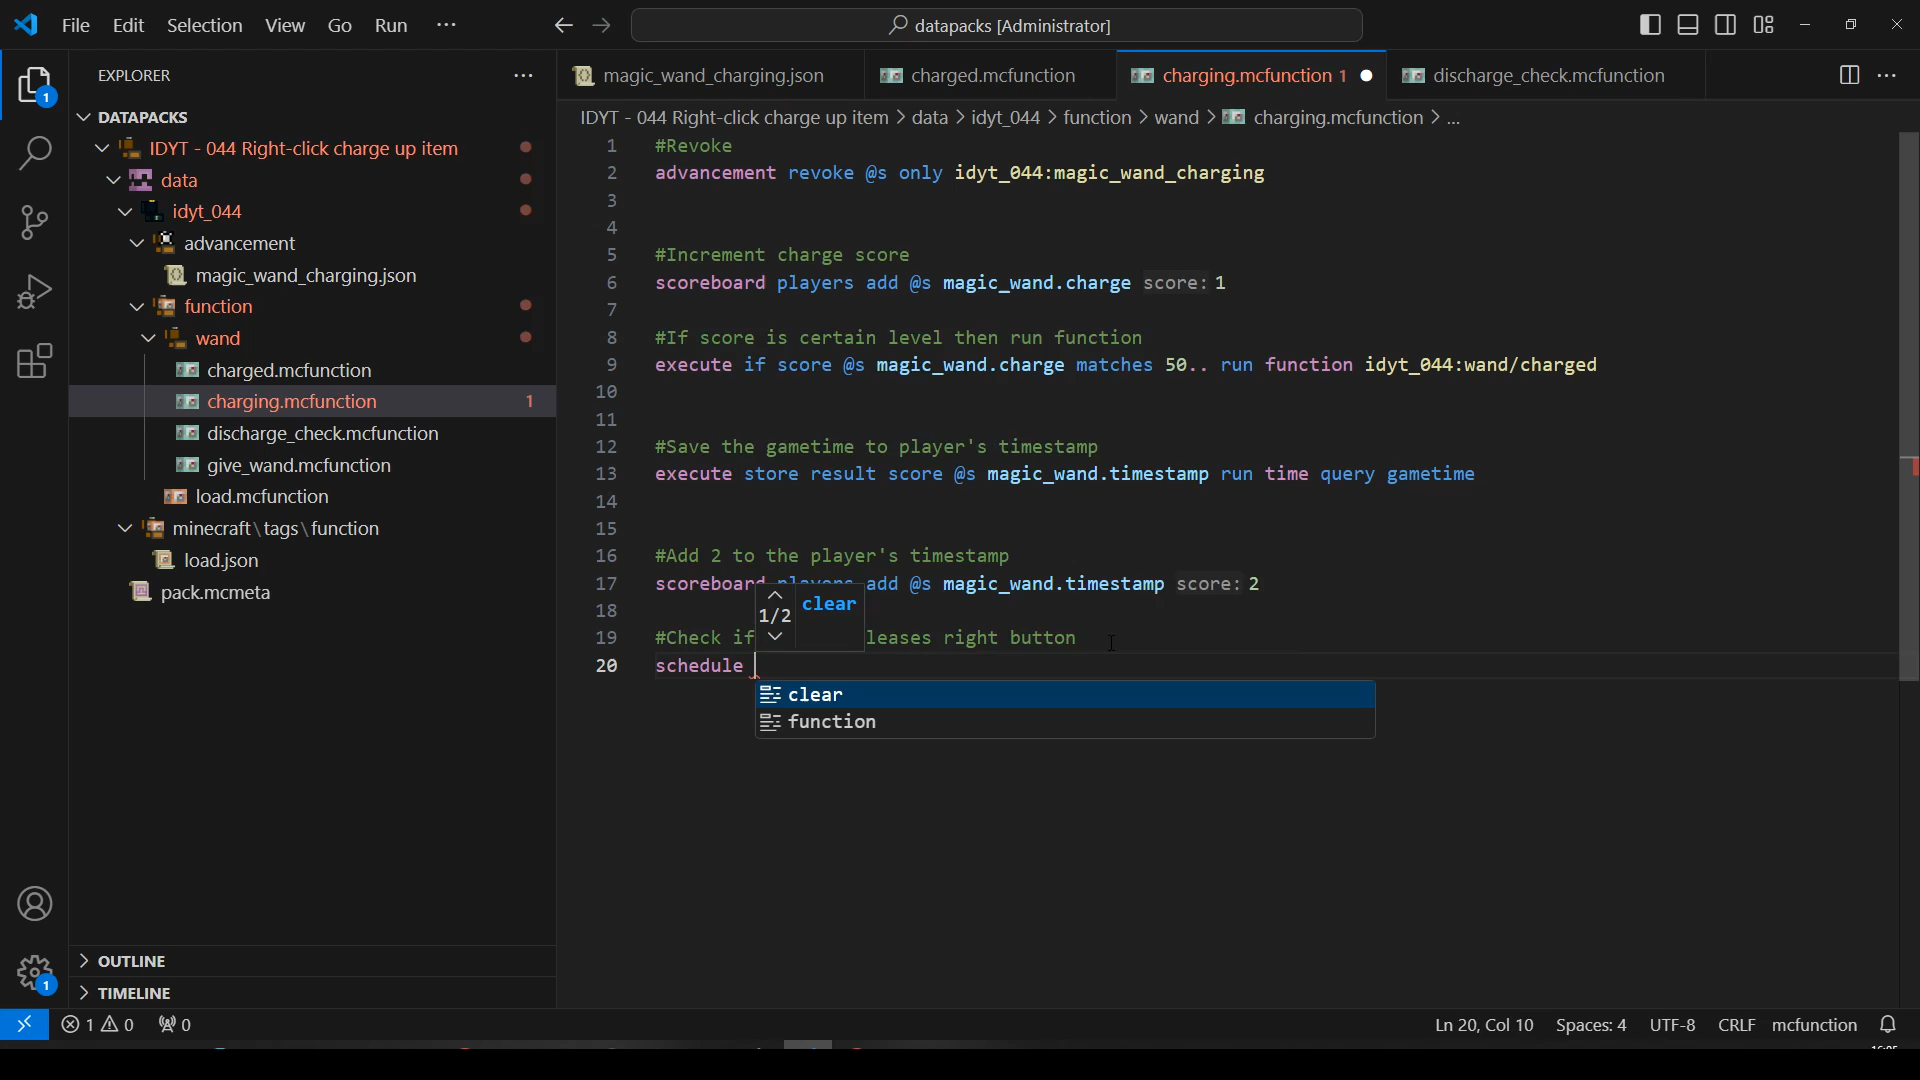 File Edit Selection View Go Run ···
datapacks [Administrator]
EXPLORER
DATAPACKS
IDYT - 044 Right-click charge up item
data
idyt_044
advancement
magic_wand_charging.json
function
wand
charged.mcfunction
charging.mcfunction 1
discharge_check.mcfunction
give_wand.mcfunction
load.mcfunction
minecraft\tags\function
load.json
pack.mcmeta
OUTLINE
TIMELINE
1
1
magic_wand_charging.json charged.mcfunction charging.mcfunction 1 discharge_check.mcfunction
IDYT - 044 Right-click charge up item > data > idyt_044 > function > wand > charging.mcfunction > ...
1 #Revoke
2 advancement revoke @s only idyt_044:magic_wand_charging
3
4
5 #Increment charge score
6 scoreboard players add @s magic_wand.charge score: 1
7
8 #If score is certain level then run function
9 execute if score @s magic_wand.charge matches 50.. run function idyt_044:wand/charged
10
11
12 #Save the gametime to player's timestamp
13 execute store result score @s magic_wand.timestamp run time query gametime
14
15
16 #Add 2 to the player's timestamp
17 scoreboard players add @s magic_wand.timestamp score: 2
18
19 #Check if leases right button
20 schedule
1/2 clear
clear
function
1 0 0
Ln 20, Col 10 Spaces: 4 UTF-8 CRLF mcfunction